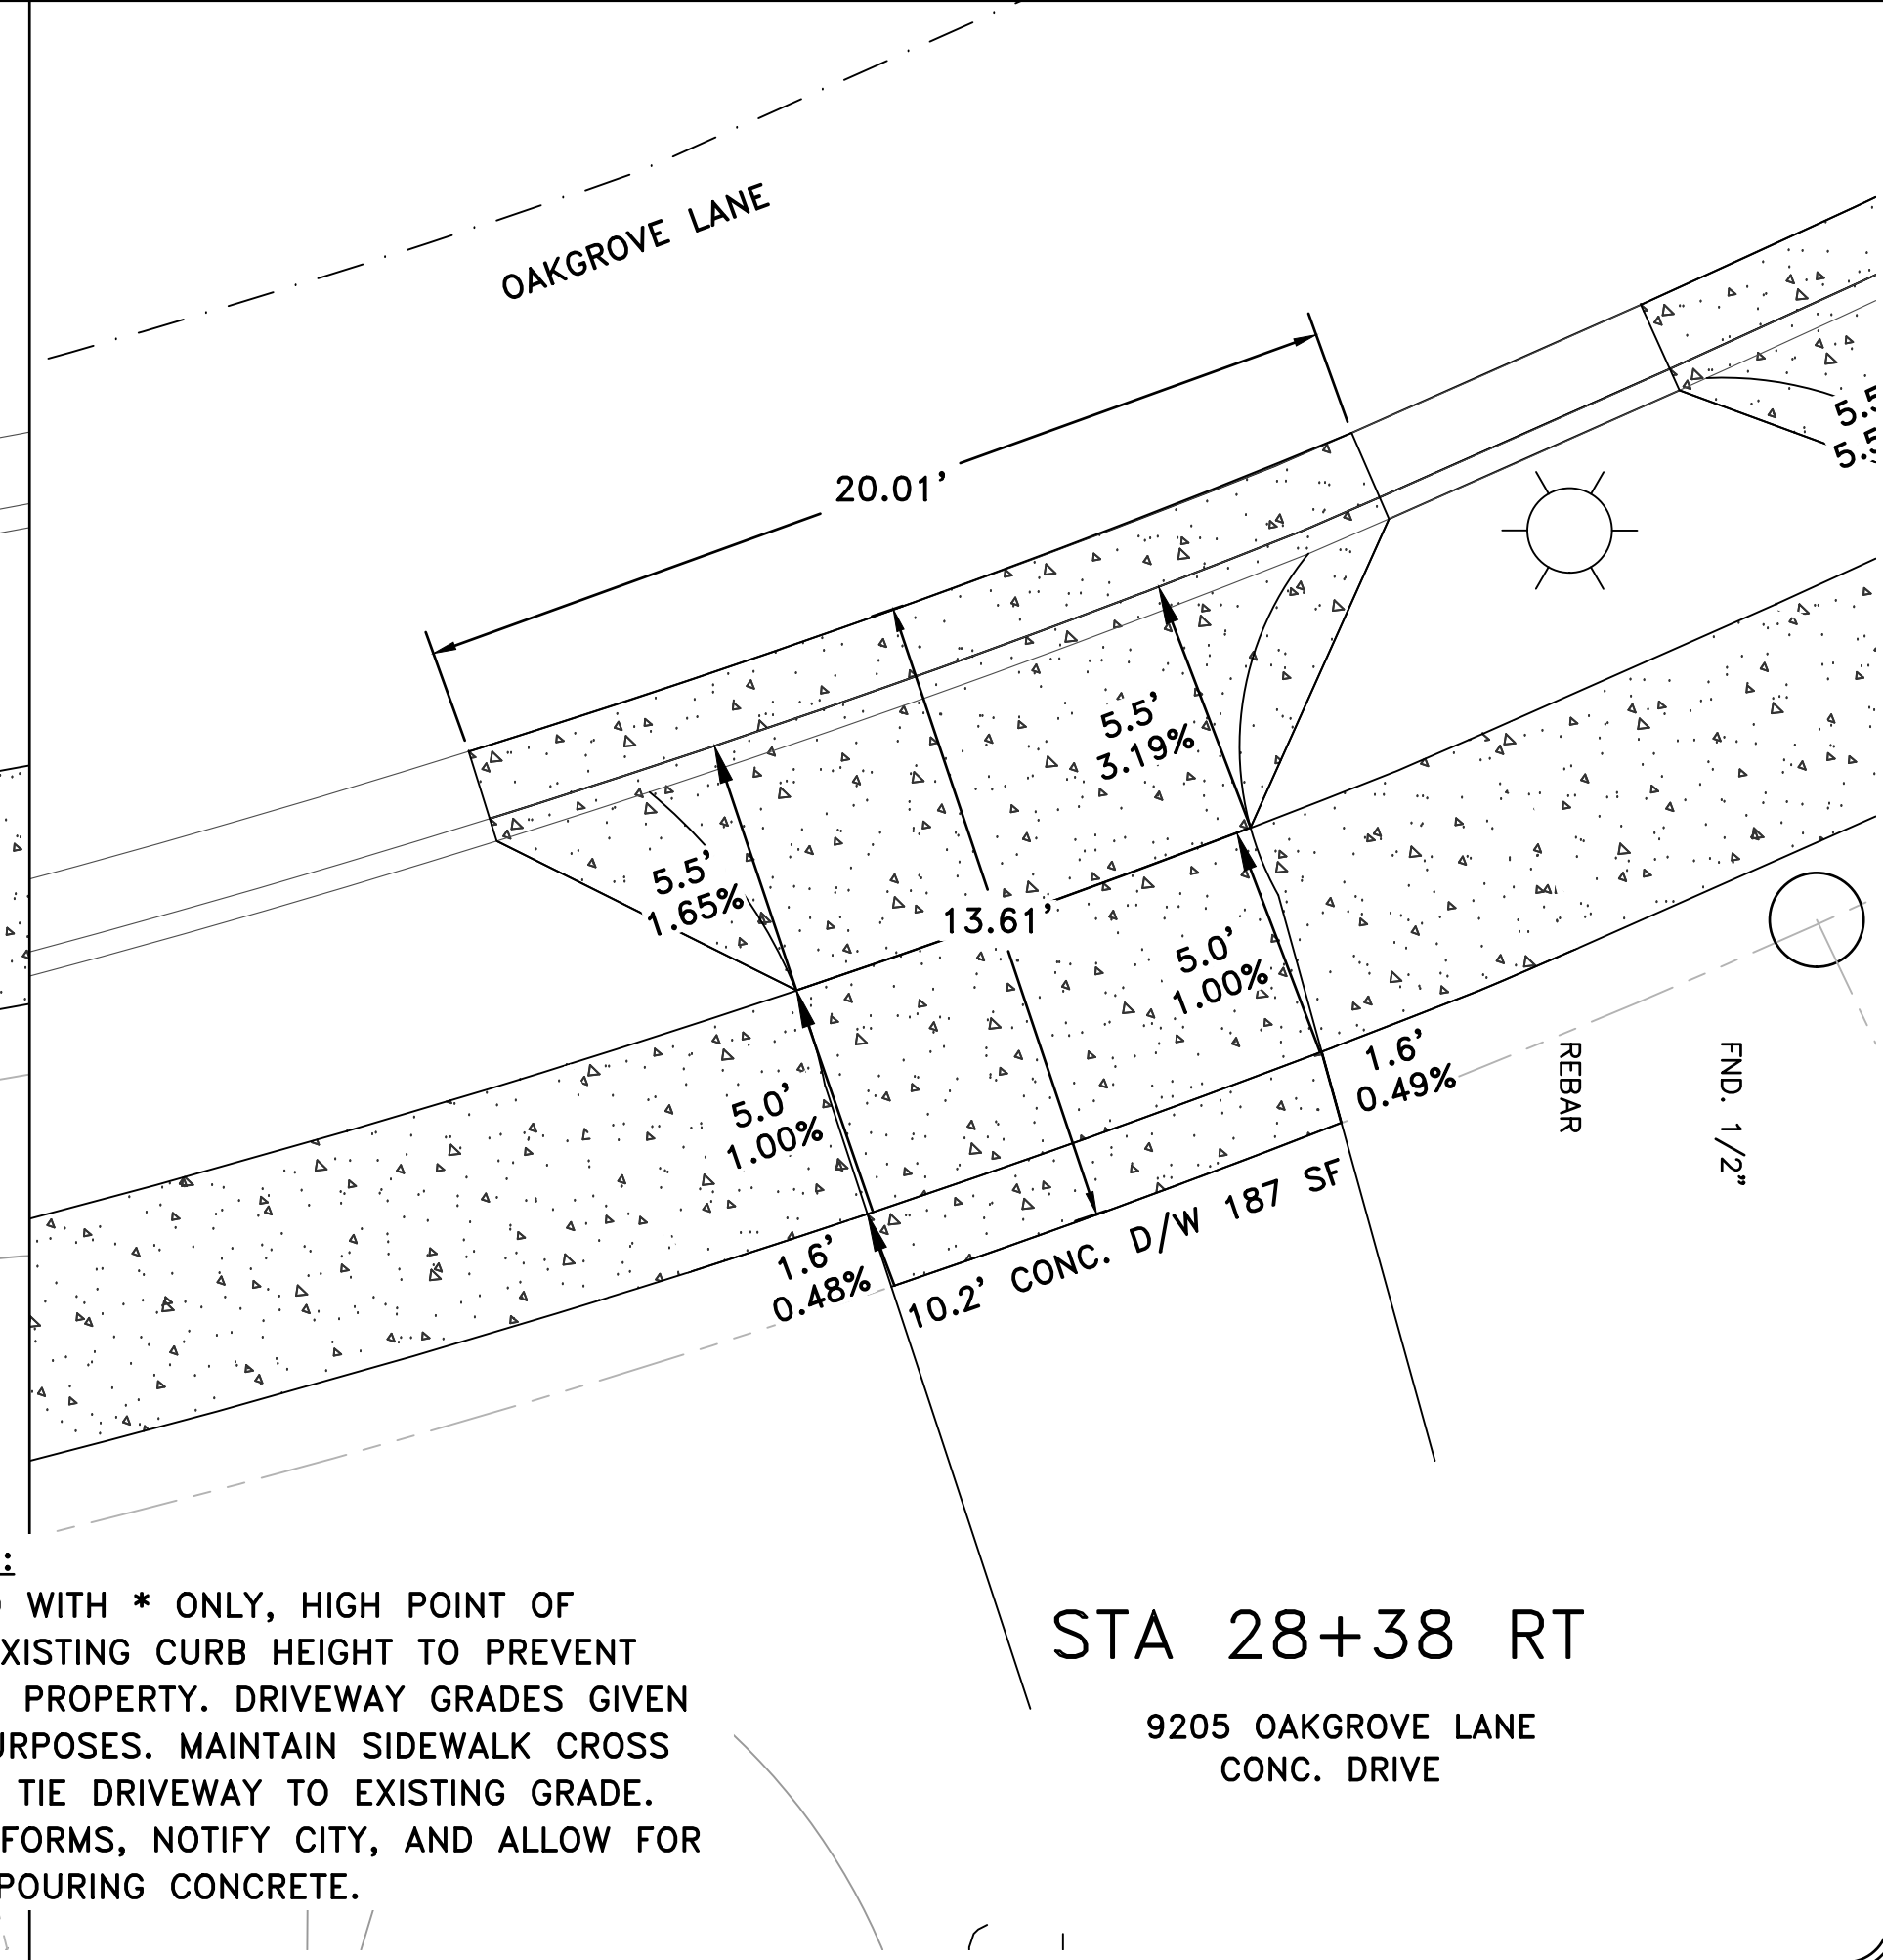 OAKGROVE LANE
20.01'
5.5'
3.19%
5.5'
1.65%
13.61'
5.0'
1.00%
5.0'
1.00%
1.6'
0.49%
1.6'
0.48%
10.2' CONC. D/W 187 SF
REBAR
FND. 1/2"
WITH * ONLY, HIGH POINT OF
XISTING CURB HEIGHT TO PREVENT
PROPERTY. DRIVEWAY GRADES GIVEN
URPOSES. MAINTAIN SIDEWALK CROSS
TIE DRIVEWAY TO EXISTING GRADE.
FORMS, NOTIFY CITY, AND ALLOW FOR
POURING CONCRETE.
STA 28+38 RT
9205 OAKGROVE LANE
CONC. DRIVE